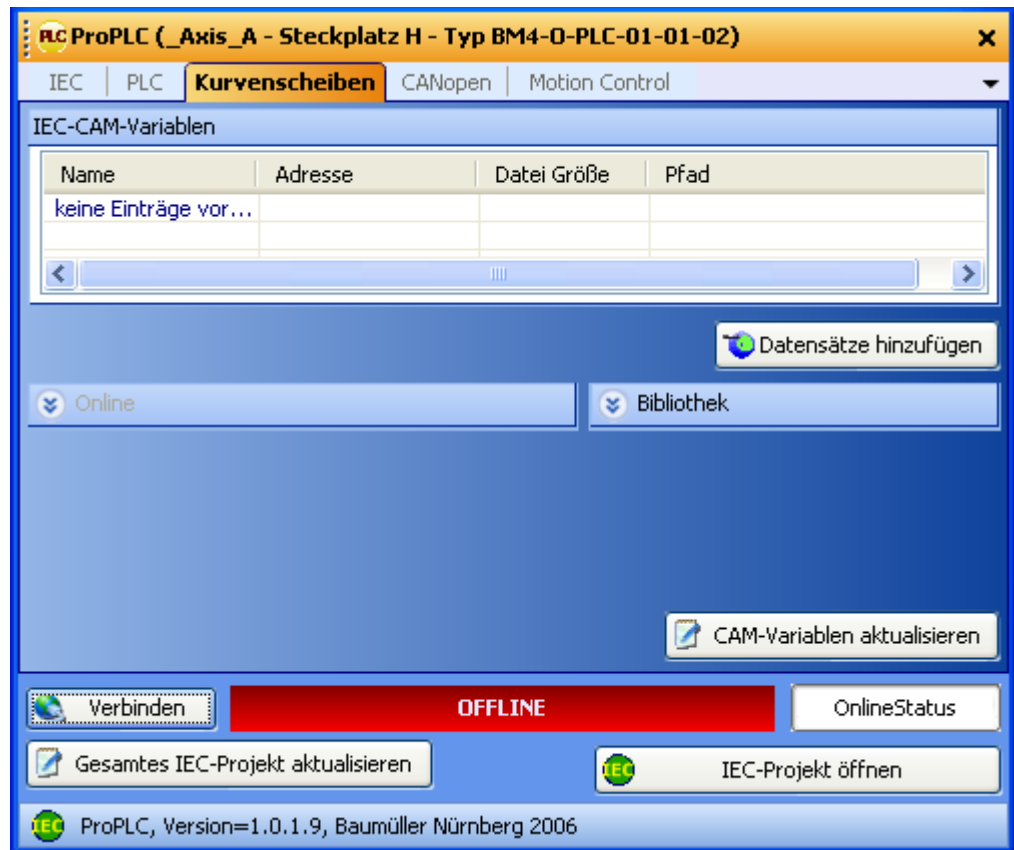 PLC ProPLC (_Axis_A - Steckplatz H - Typ BM4-O-PLC-01-01-02)
IEC PLC Kurvenscheiben CANopen Motion Control
IEC-CAM-Variablen
Name Adresse Datei Größe Pfad
keine Einträge vor...
Datensätze hinzufügen
Online Bibliothek
CAM-Variablen aktualisieren
Verbinden OFFLINE OnlineStatus
Gesamtes IEC-Projekt aktualisieren IEC IEC-Projekt öffnen
IEC ProPLC, Version=1.0.1.9, Baumüller Nürnberg 2006